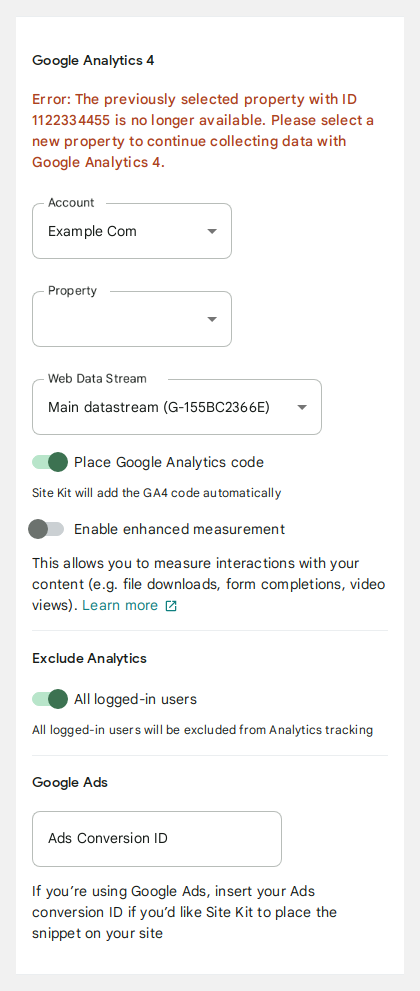 Google Analytics 4
Error: The previously selected property with ID
1122334455 is no longer available. Please select a
new property to continue collecting data with
Google Analytics 4.
Account
Example Com
Property
Web Data Stream
Main datastream (G-155BC2366E)
Place Google Analytics code
Site Kit will add the GA4 code automatically
Enable enhanced measurement
This allows you to measure interactions with your
content (e.g. file downloads, form completions, video
views). Learn more
Exclude Analytics
All logged-in users
All logged-in users will be excluded from Analytics tracking
Google Ads
Ads Conversion ID
If you’re using Google Ads, insert your Ads
conversion ID if you’d like Site Kit to place the
snippet on your site